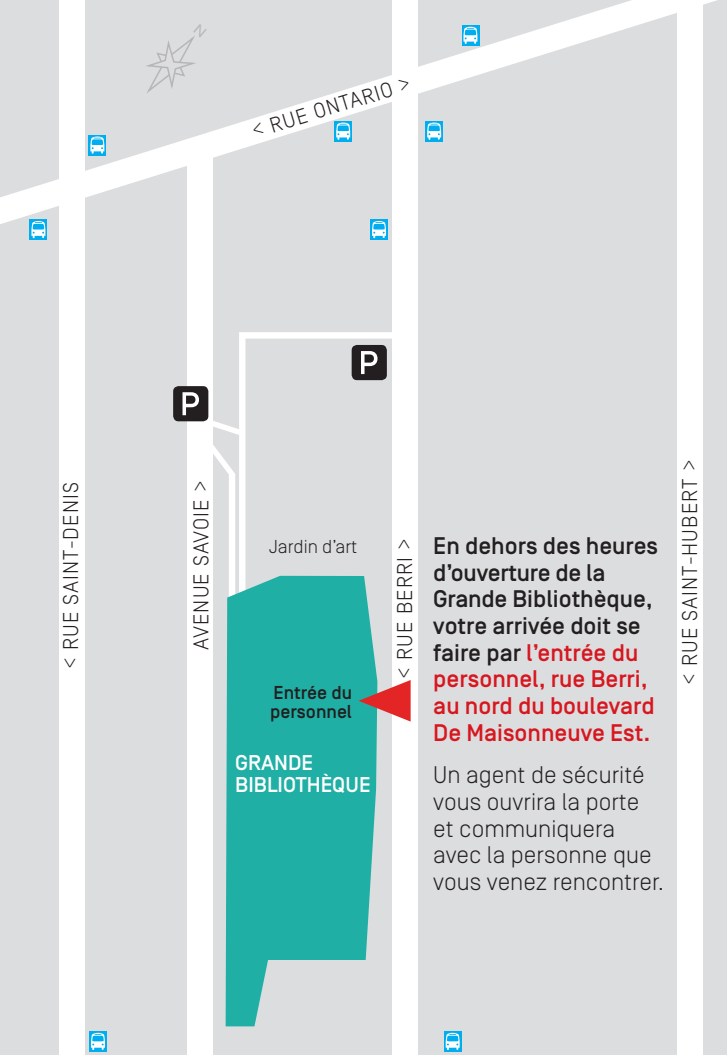 N
< RUE ONTARIO >
P
P
< RUE SAINT-DENIS
AVENUE SAVOIE >
Jardin d'art
< RUE BERRI >
< RUE SAINT-HUBERT >
En dehors des heures
d'ouverture de la
Grande Bibliothèque,
votre arrivée doit se
faire par l'entrée du
personnel, rue Berri,
au nord du boulevard
De Maisonneuve Est.
Un agent de sécurité
vous ouvrira la porte
et communiquera
avec la personne que
vous venez rencontrer.
Entrée du
personnel
GRANDE
BIBLIOTHÈQUE